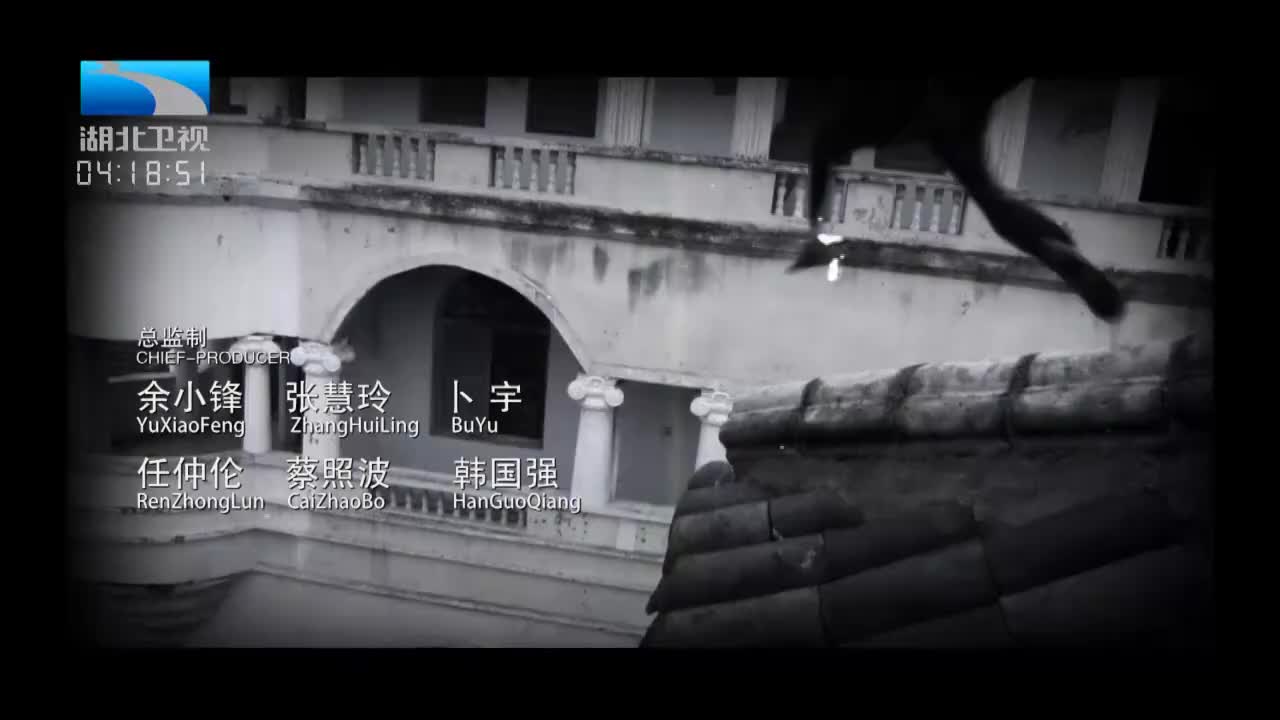 湖北卫视
04:18:51
总监制
CHIEF-PRODUCER
余小锋 张慧玲 卜宇
YuXiaoFeng ZhangHuiLing BuYu
任仲伦 蔡照波 韩国强
RenZhongLun CaiZhaoBo HanGuoQiang